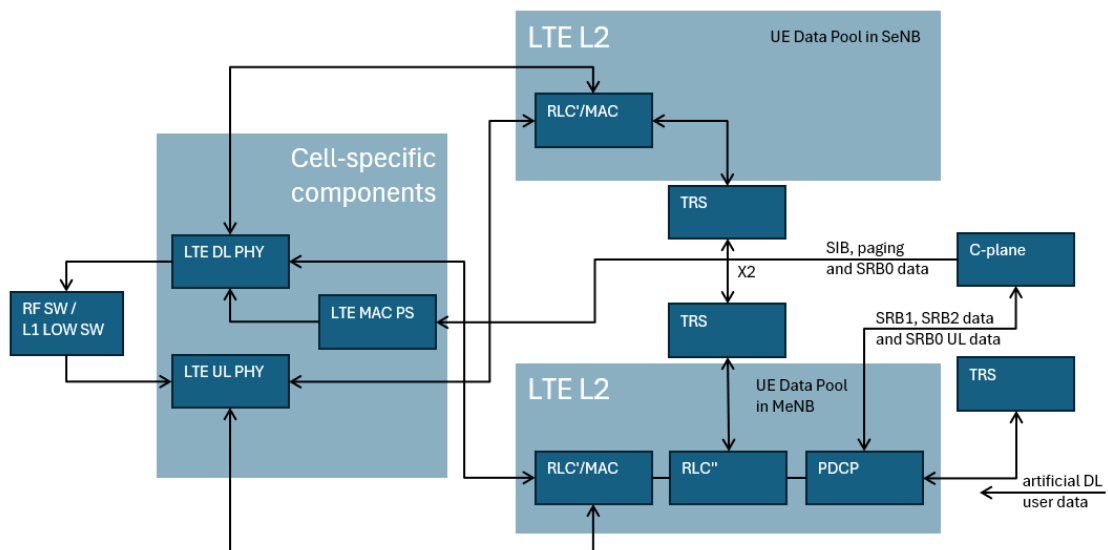 LTE L2
UE Data Pool in SeNB
RLC'/MAC
Cell-specific
components
TRS
LTE DL PHY
SIB, paging
and SRB0 data
C-plane
X2
RF SW /
L1 LOW SW
LTE MAC PS
TRS
SRB1, SRB2 data
and SRB0 UL data
LTE UL PHY
LTE L2
UE Data Pool
in MeNB
TRS
RLC'/MAC
RLC"
PDCP
artificial DL
user data